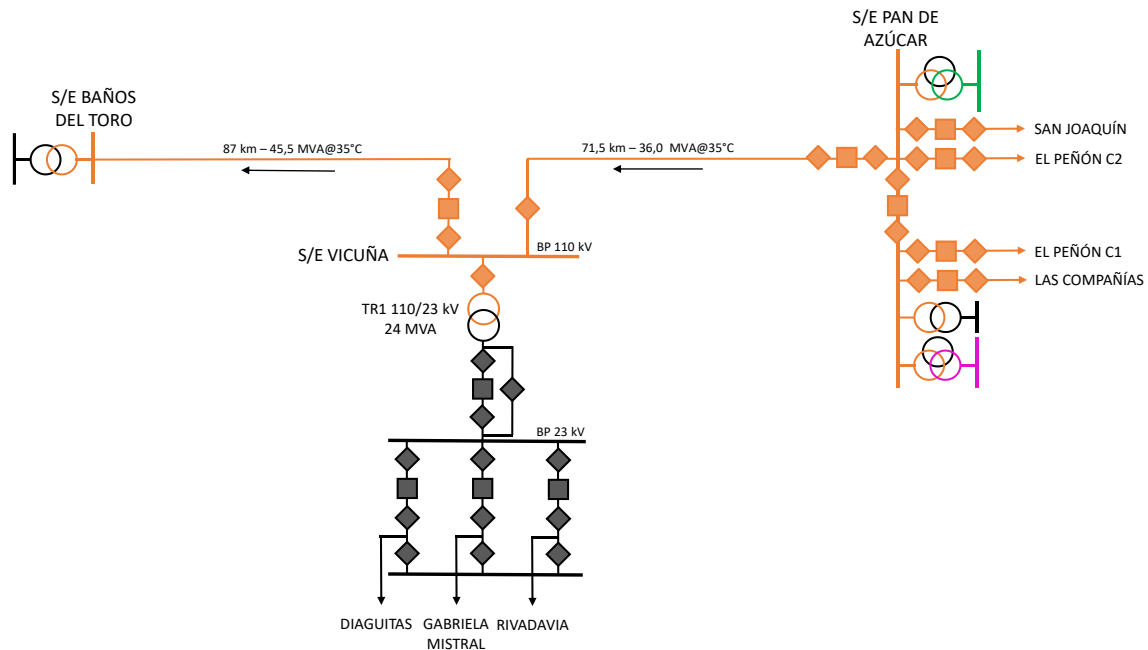 S/E PAN DE
AZÚCAR
S/E BAÑOS
DEL TORO
87 km – 45,5 MVA@35°C
71,5 km – 36,0 MVA@35°C
SAN JOAQUÍN
EL PEÑÓN C2
S/E VICUÑA
BP 110 kV
EL PEÑÓN C1
LAS COMPAÑÍAS
TR1 110/23 kV
24 MVA
BP 23 kV
DIAGUITAS
GABRIELA
MISTRAL
RIVADAVIA